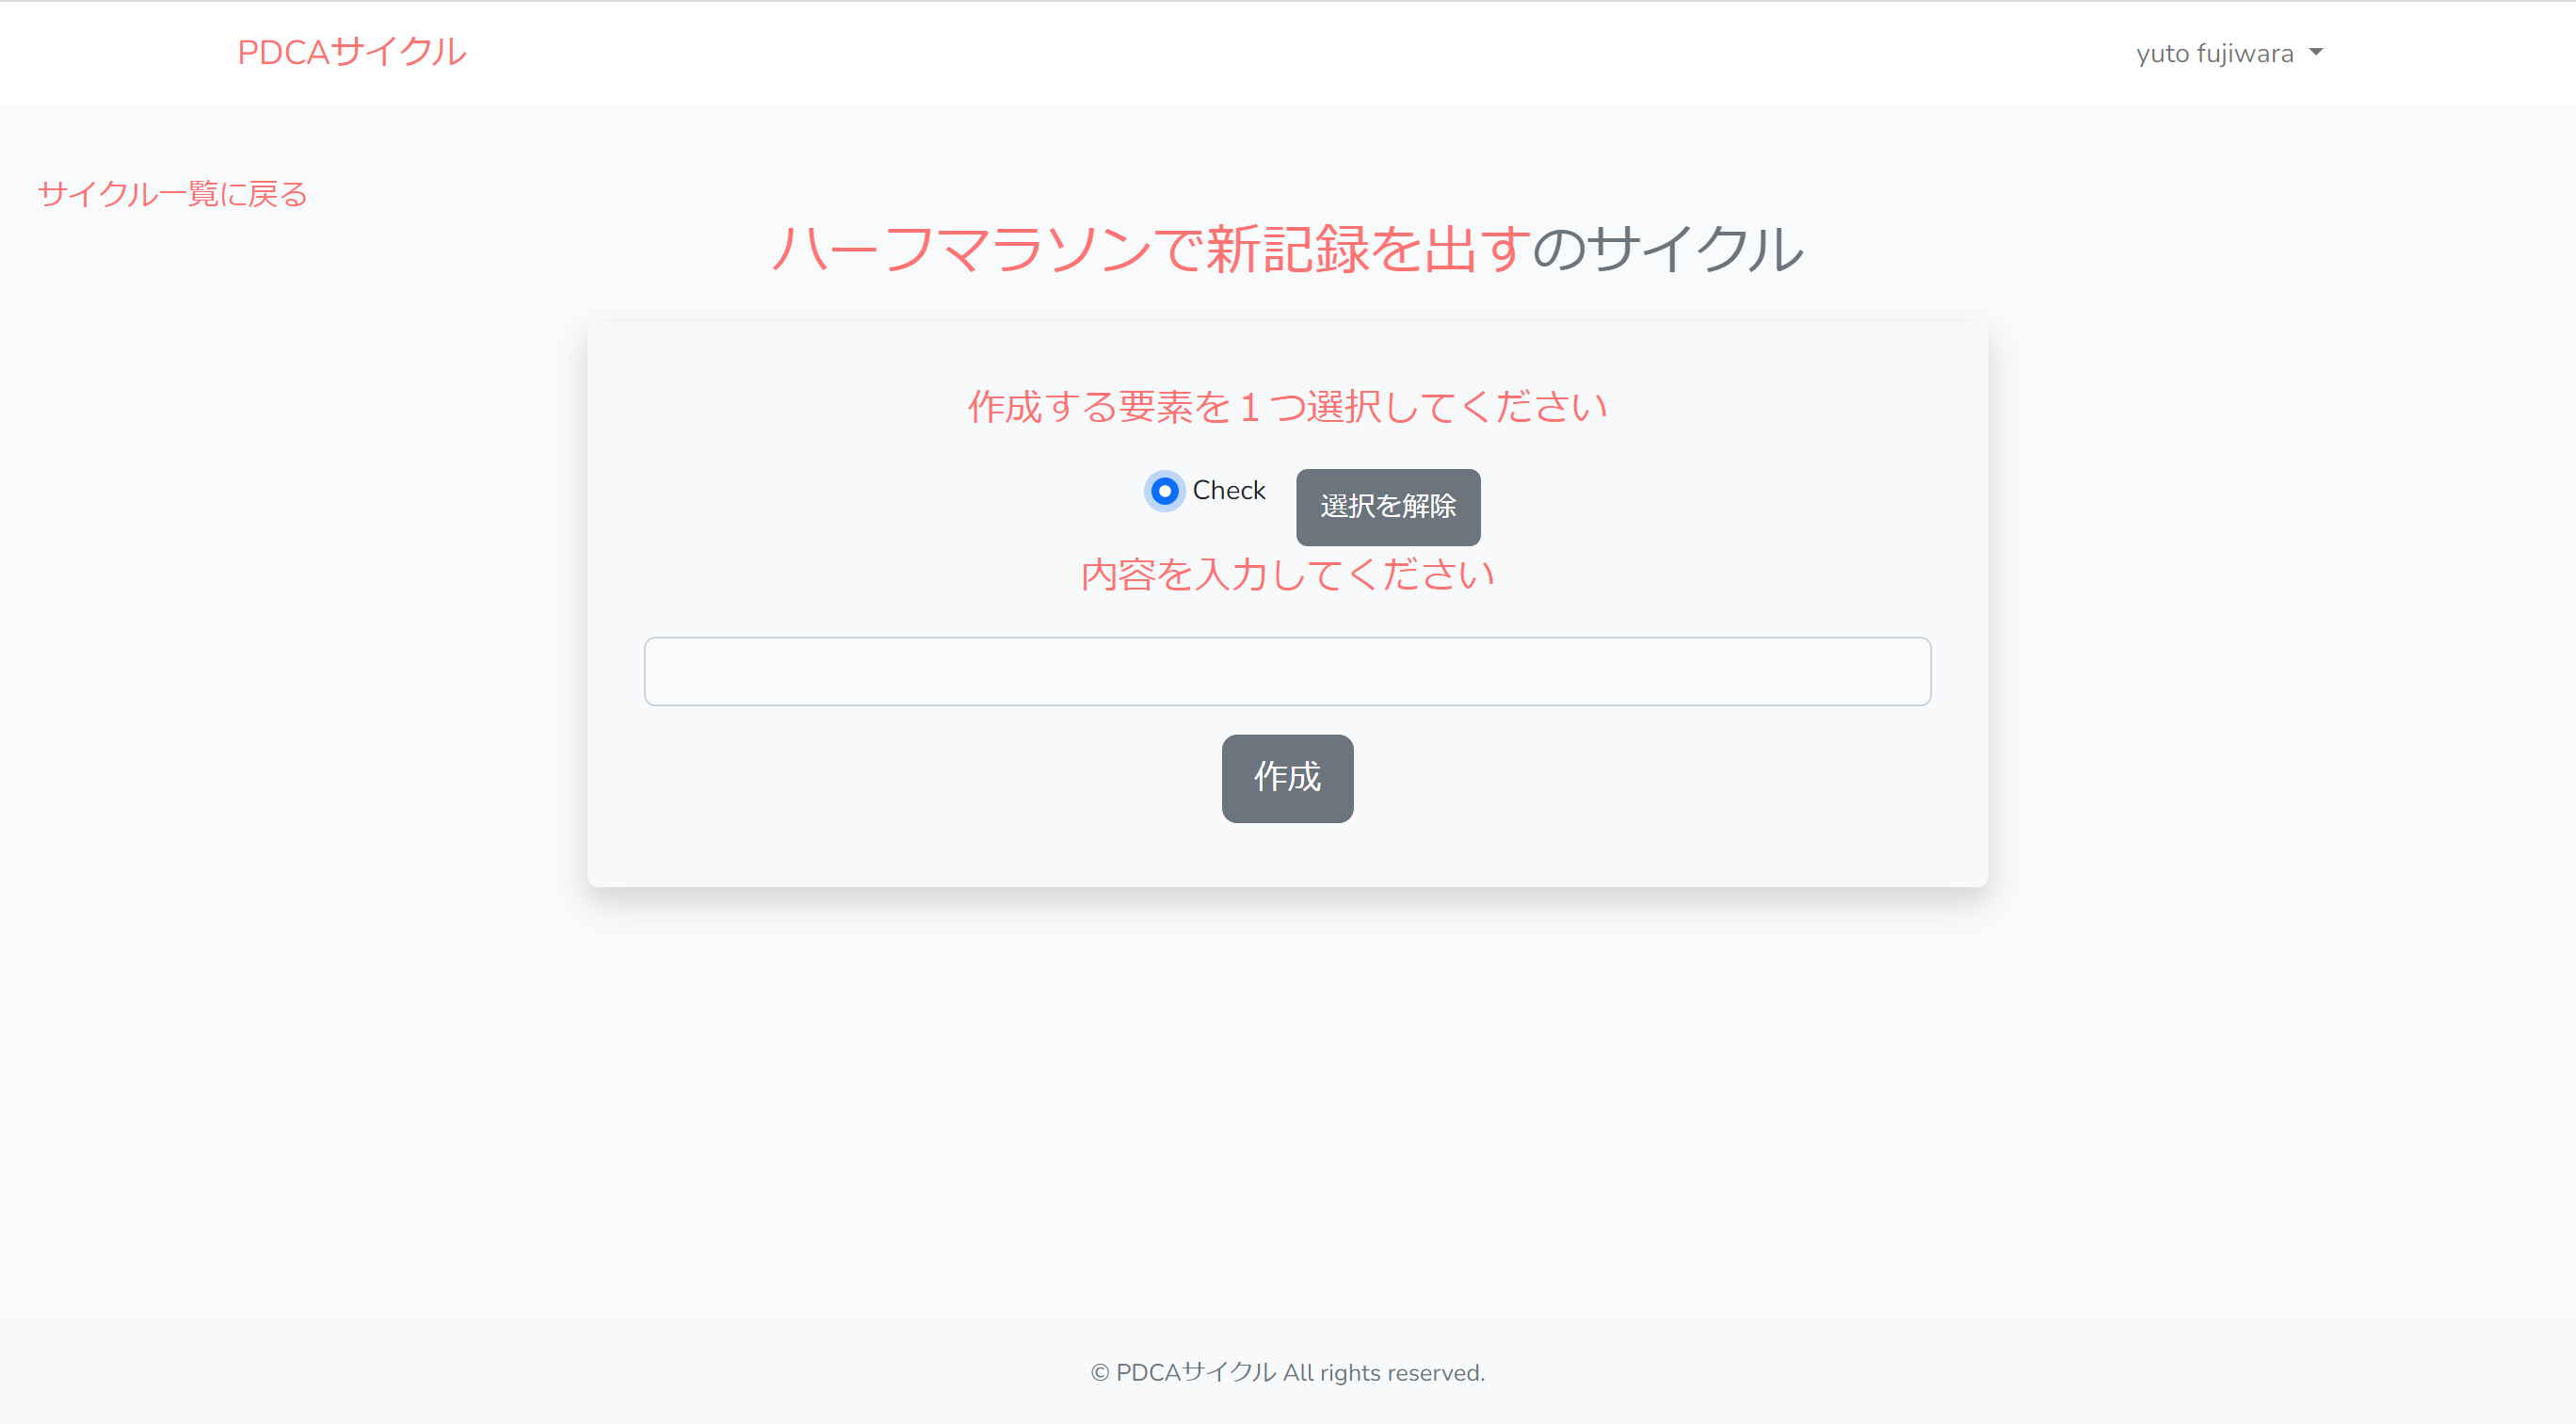 PDCAサイクル
yuto fujiwara
サイクル一覧に戻る
ハーフマラソンで新記録を出すのサイクル
作成する要素を１つ選択してください
Check
選択を解除
内容を入力してください
作成
© PDCAサイクル All rights reserved.